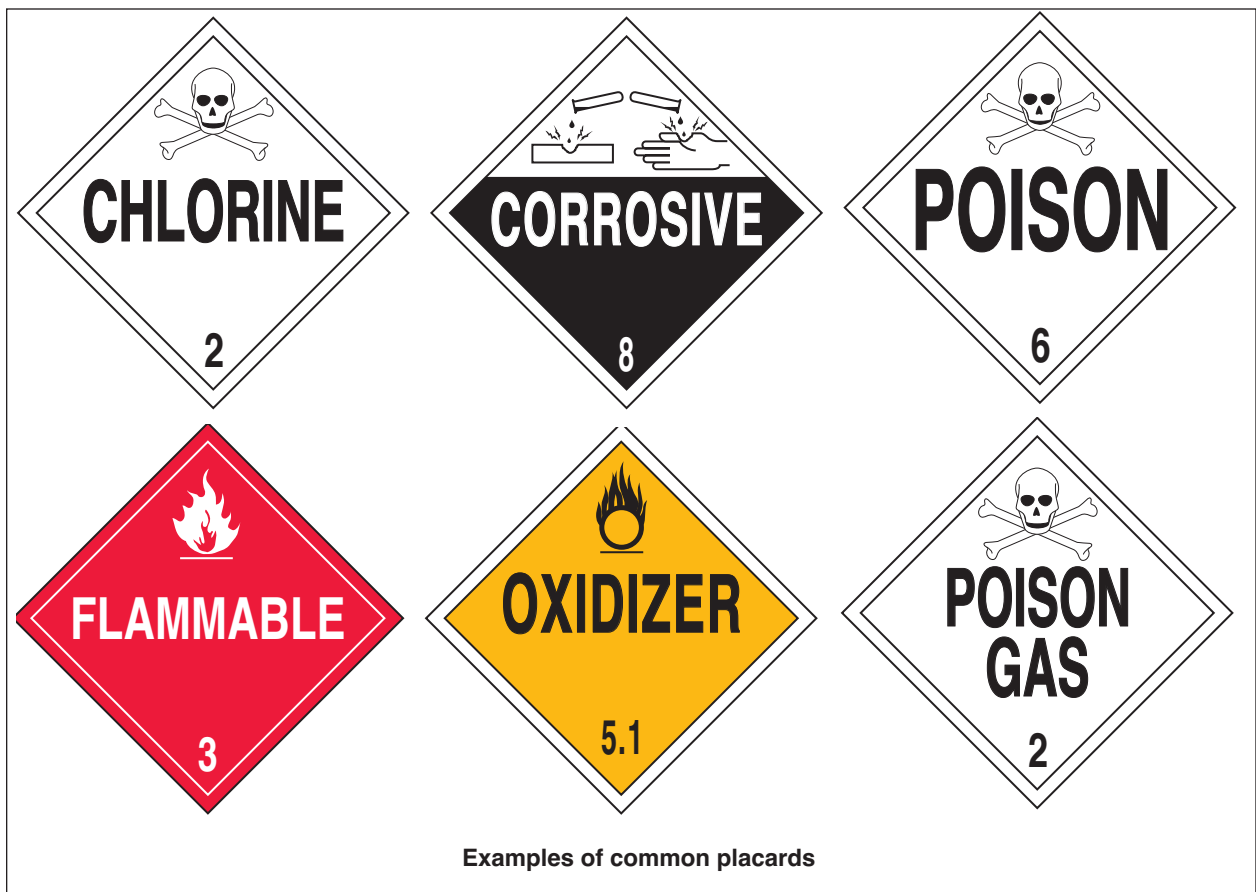 CHLORINE
2
CORROSIVE
8
POISON
6
FLAMMABLE
3
OXIDIZER
5.1
POISON
GAS
2
Examples of common placards